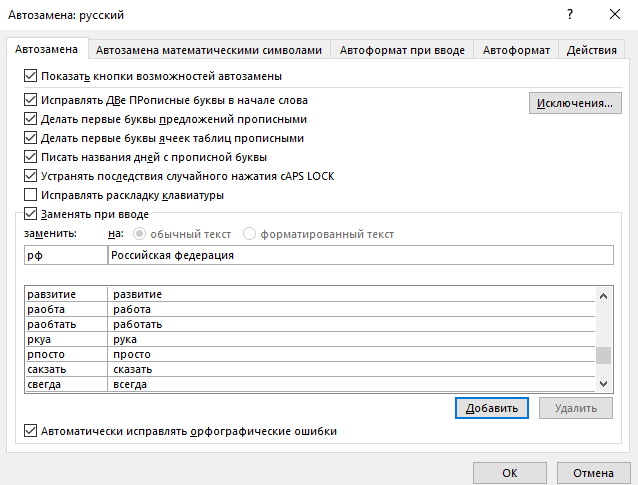 Автозамена: русский ? ×
Автозамена Автозамена математическими символами Автоформат при вводе Автоформат Действия
Показать кнопки возможностей автозамены
Исправлять ДВе ПРописные буквы в начале слова Исключения...
Делать первые буквы предложений прописными
Делать первые буквы ячеек таблиц прописными
Писать названия дней с прописной буквы
Устранять последствия случайного нажатия cAPS LOCK
Исправлять раскладку клавиатуры
Заменять при вводе
заменить: на: обычный текст форматированный текст
рф Российская федерация
равзитие развитие
раобта работа
раобтать работать
ркуа рука
рпосто просто
сакзать сказать
свегда всегда
Добавить Удалить
Автоматически исправлять орфографические ошибки
ОК Отмена